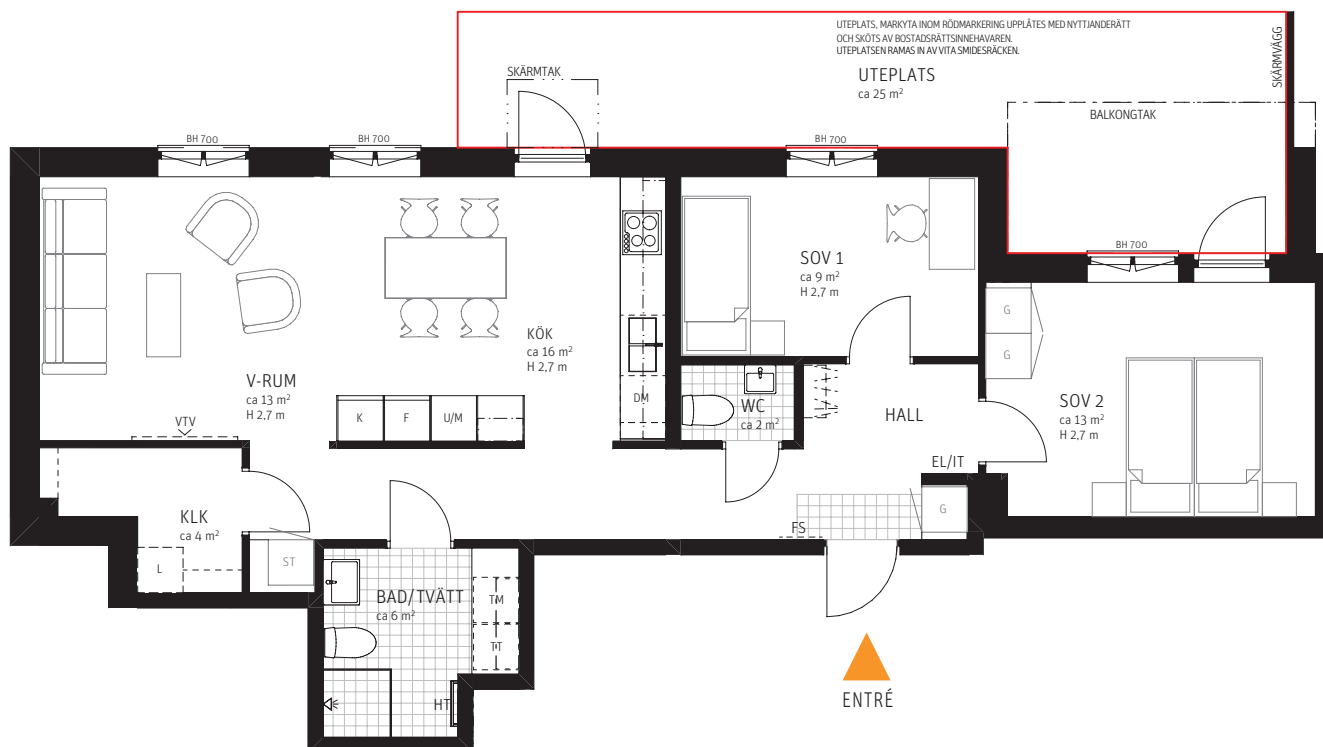 UTEPLATS, MARKYTA INOM RÖDMARKERING UPPLÅTES MED NYTTJANDERÄTT
OCH SKÖTS AV BOSTADSRÄTTSINNEHAVAREN.
UTEPLATSEN RAMAS IN AV VITA SMIDESRÄCKEN.
UTEPLATS
ca 25 m²
SKÄRMVÄGG
SKÄRMTAK
BALKONGTAK
BH 700
BH 700
BH 700
BH 700
SOV 1
ca 9 m²
H 2,7 m
G
G
KÖK
ca 16 m²
H 2,7 m
V-RUM
ca 13 m²
H 2,7 m
VTV
K
F
U/M
DM
WC
ca 2 m²
HALL
SOV 2
ca 13 m²
H 2,7 m
EL/IT
G
FS
KLK
ca 4 m²
L
ST
BAD/TVÄTT
ca 6 m²
TM
TT
HT
ENTRÉ